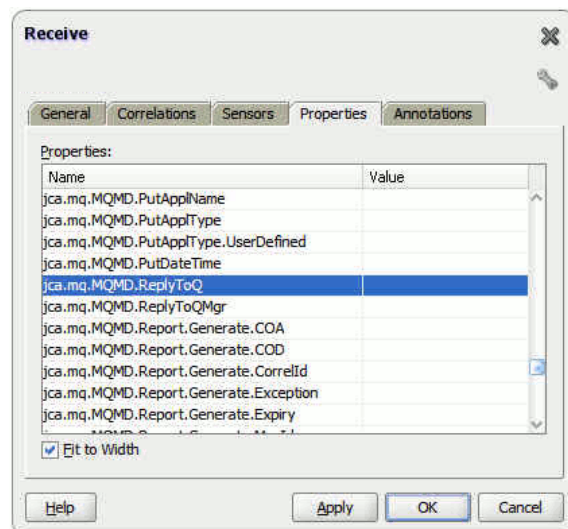 Receive
General Correlations Sensors Properties Annotations
Properties:
Name Value
jca.mq.MQMD.PutApplName
jca.mq.MQMD.PutApplType
jca.mq.MQMD.PutApplType.UserDefined
jca.mq.MQMD.PutDateTime
jca.mq.MQMD.ReplyToQ
jca.mq.MQMD.ReplyToQMgr
jca.mq.MQMD.Report.Generate.COA
jca.mq.MQMD.Report.Generate.COD
jca.mq.MQMD.Report.Generate.CorrelId
jca.mq.MQMD.Report.Generate.Exception
jca.mq.MQMD.Report.Generate.Expiry
Fit to Width
Help Apply OK Cancel